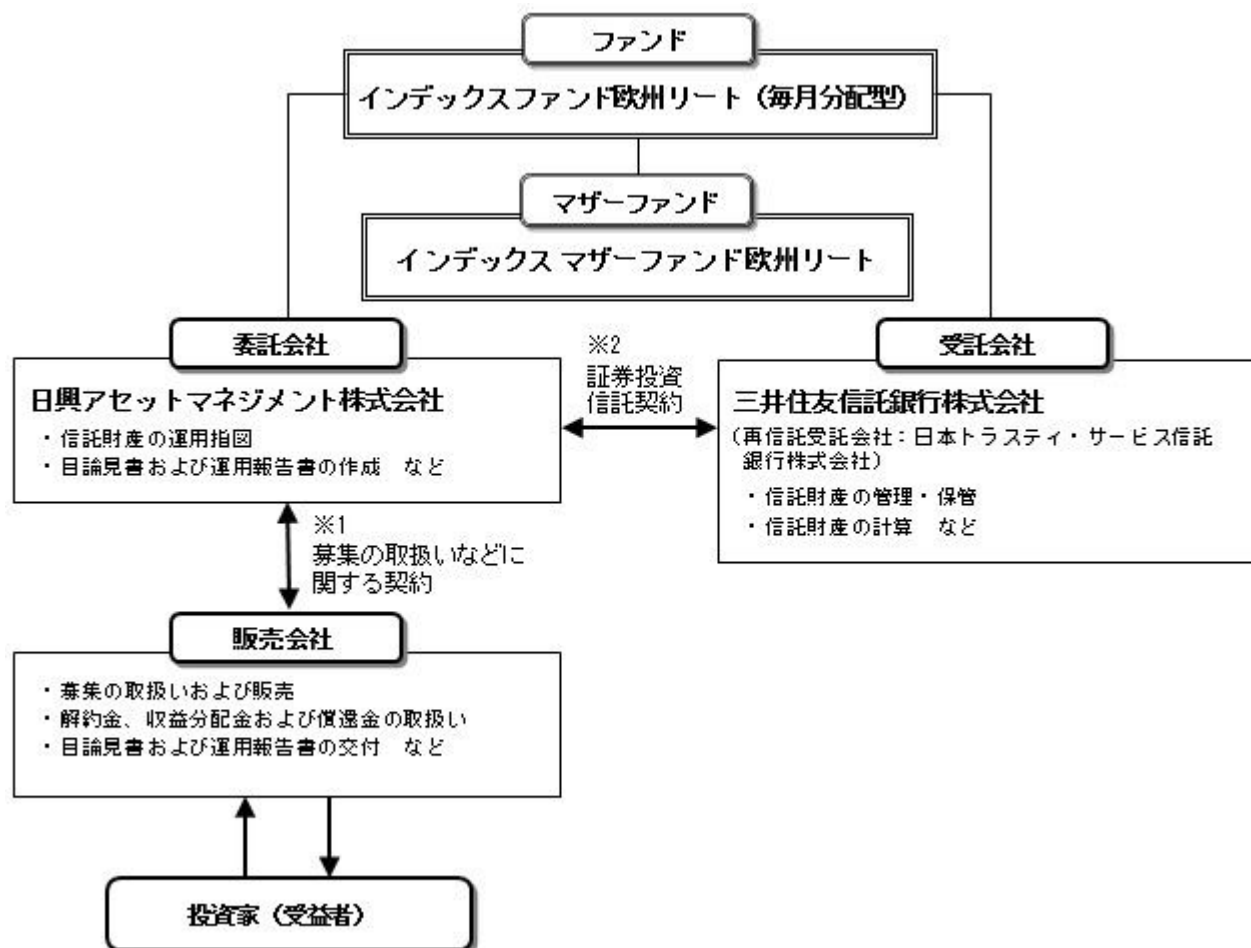 ファンド
インデックスファンド欧州リート（毎月分配型）
マザーファンド
インデックス マザーファンド欧州リート
委託会社
日興アセットマネジメント株式会社
・信託財産の運用指図
・目論見書および運用報告書の作成　など
※2
証券投資
信託契約
受託会社
三井住友信託銀行株式会社
（再信託受託会社：日本トラスティ・サービス信託
銀行株式会社）
・信託財産の管理・保管
・信託財産の計算　など
※1
募集の取扱いなどに
関する契約
販売会社
・募集の取扱いおよび販売
・解約金、収益分配金および償還金の取扱い
・目論見書および運用報告書の交付　など
投資家（受益者）